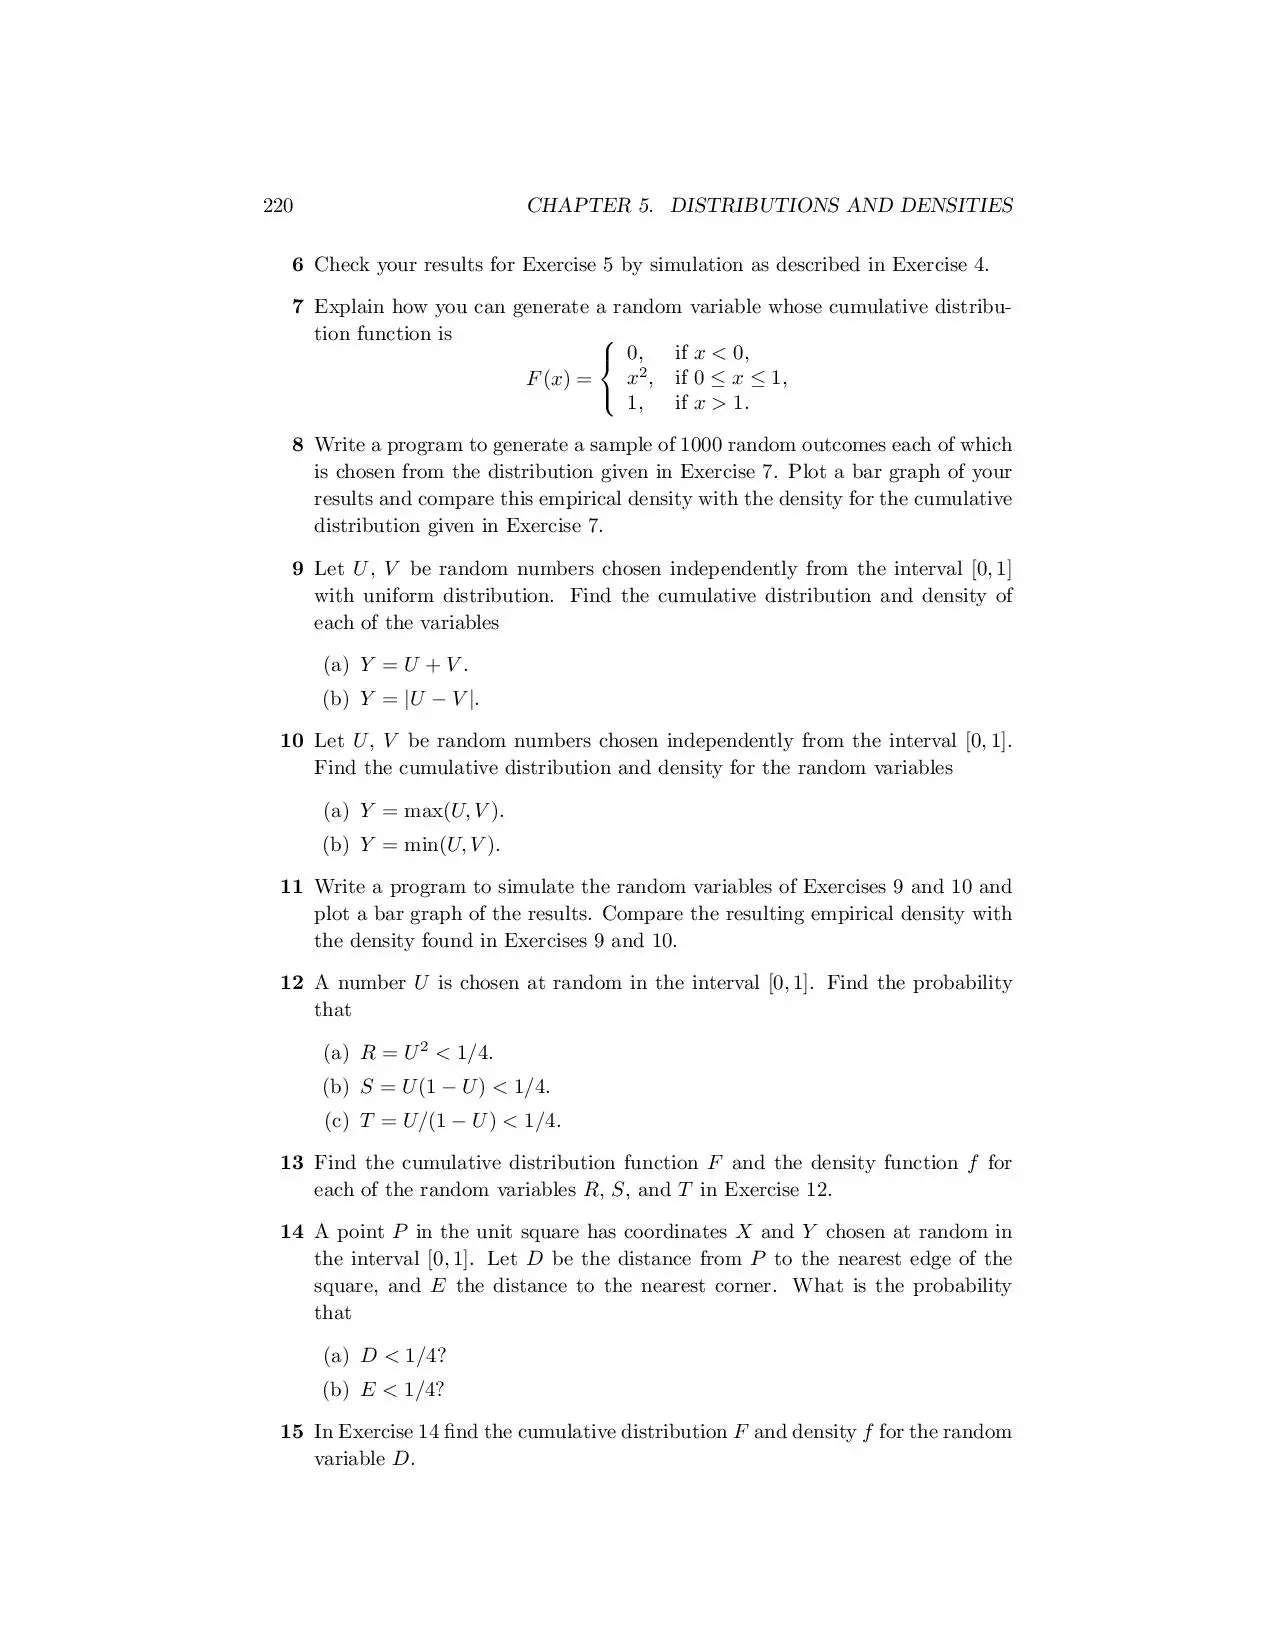 220 CHAPTER 5. DISTRIBUTIONS AND DENSITIES
6 Check your results for Exercise 5 by simulation as described in Exercise 4.
7 Explain how you can generate a random variable whose cumulative distribu-
tion function is
F(x) = { 0, if x < 0,
x², if 0 ≤ x ≤ 1,
1, if x > 1.
8 Write a program to generate a sample of 1000 random outcomes each of which
is chosen from the distribution given in Exercise 7. Plot a bar graph of your
results and compare this empirical density with the density for the cumulative
distribution given in Exercise 7.
9 Let U, V be random numbers chosen independently from the interval [0, 1]
with uniform distribution. Find the cumulative distribution and density of
each of the variables
(a) Y = U + V.
(b) Y = |U − V|.
10 Let U, V be random numbers chosen independently from the interval [0, 1].
Find the cumulative distribution and density for the random variables
(a) Y = max(U, V).
(b) Y = min(U, V).
11 Write a program to simulate the random variables of Exercises 9 and 10 and
plot a bar graph of the results. Compare the resulting empirical density with
the density found in Exercises 9 and 10.
12 A number U is chosen at random in the interval [0, 1]. Find the probability
that
(a) R = U² < 1/4.
(b) S = U(1 − U) < 1/4.
(c) T = U/(1 − U) < 1/4.
13 Find the cumulative distribution function F and the density function f for
each of the random variables R, S, and T in Exercise 12.
14 A point P in the unit square has coordinates X and Y chosen at random in
the interval [0, 1]. Let D be the distance from P to the nearest edge of the
square, and E the distance to the nearest corner. What is the probability
that
(a) D < 1/4?
(b) E < 1/4?
15 In Exercise 14 find the cumulative distribution F and density f for the random
variable D.